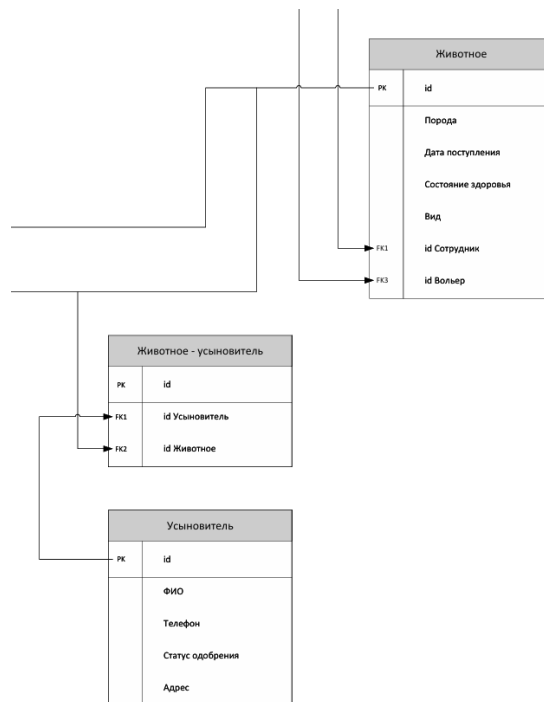 Животное
PK id
Порода
Дата поступления
Состояние здоровья
Вид
FK1 id Сотрудник
FK3 id Вольер
Животное - усыновитель
PK id
FK1 id Усыновитель
FK2 id Животное
Усыновитель
PK id
ФИО
Телефон
Статус одобрения
Адрес